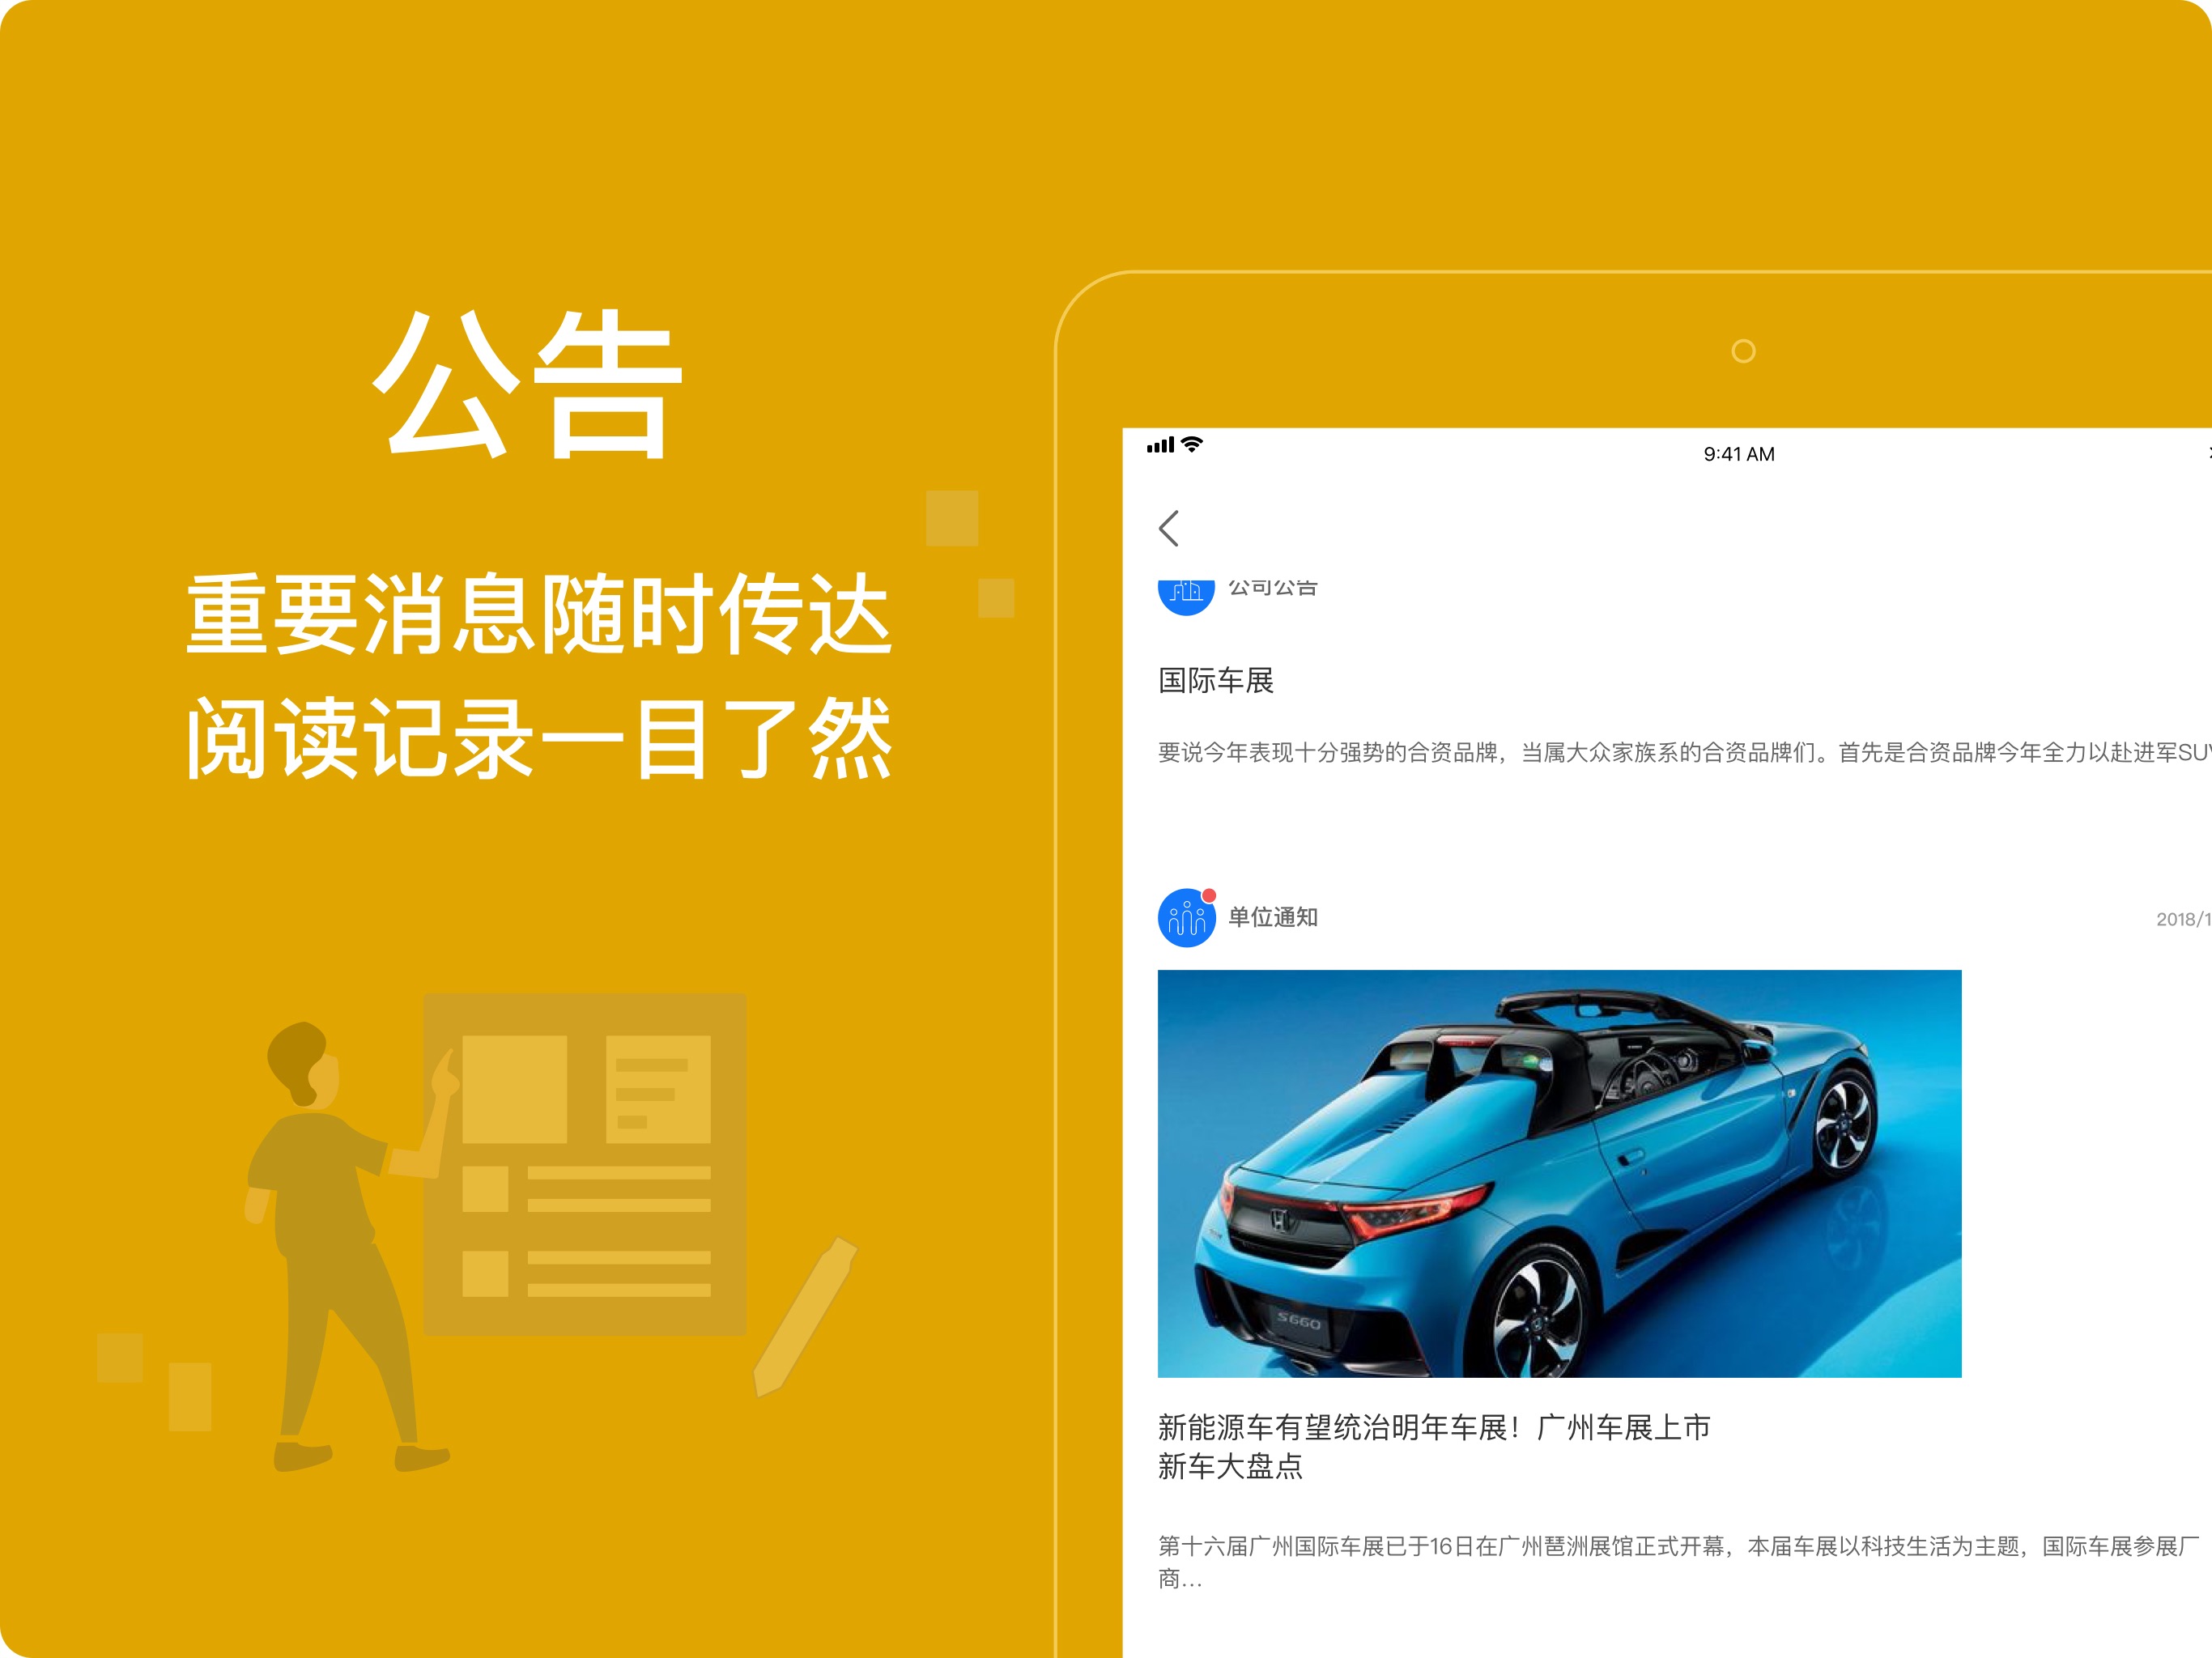 公告
重要消息随时传达
阅读记录一目了然
9:41 AM
公司公告
国际车展
要说今年表现十分强势的合资品牌，当属大众家族系的合资品牌们。首先是合资品牌今年全力以赴进军SUV
单位通知
2018/1
S660
新能源车有望统治明年车展！广州车展上市
新车大盘点
第十六届广州国际车展已于16日在广州琶洲展馆正式开幕，本届车展以科技生活为主题，国际车展参展厂
商...